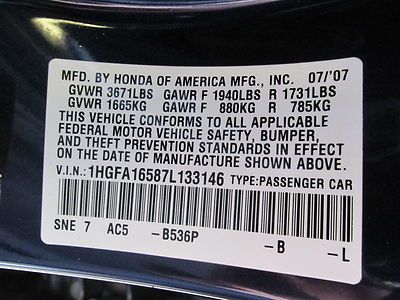 MFD. BY HONDA OF AMERICA MFG., INC. 07/'07
GVWR 3671LBS GAWR F 1940LBS R 1731LBS
GVWR 1665KG GAWR F 880KG R 785KG
THIS VEHICLE CONFORMS TO ALL APPLICABLE
FEDERAL MOTOR VEHICLE SAFETY, BUMPER,
AND THEFT PREVENTION STANDARDS IN EFFECT
ON THE DATE OF MANUFACTURE SHOWN ABOVE.
V.I.N.: 1HGFA16587L133146 TYPE: PASSENGER CAR
SNE 7 AC5 -B536P -B -L